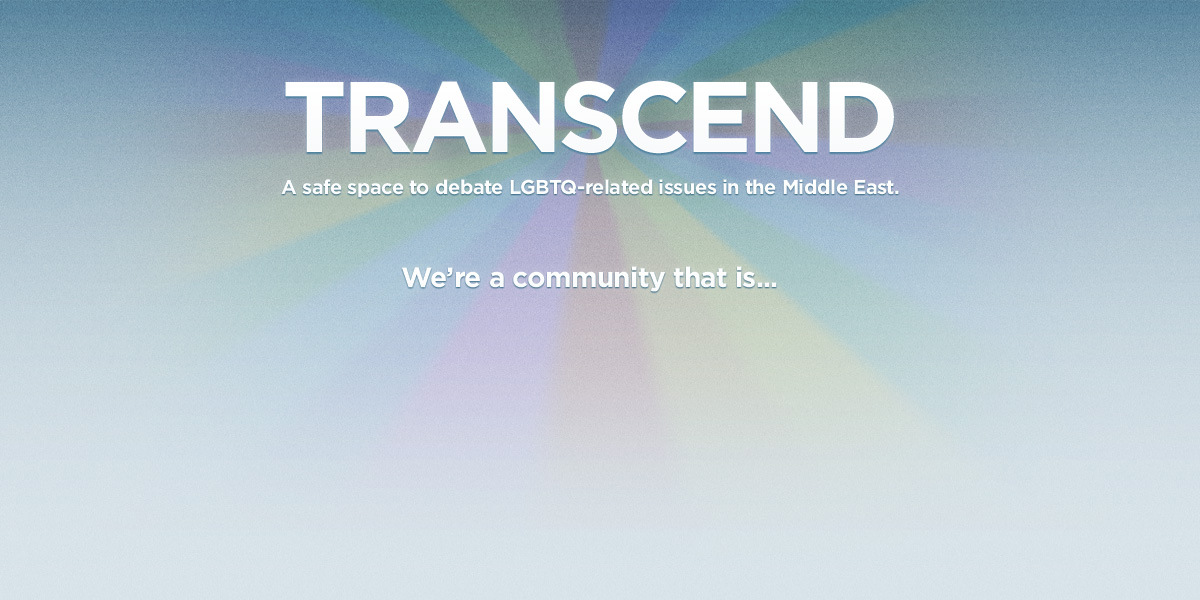 TRANSCEND
A safe space to debate LGBTQ-related issues in the Middle East.
We’re a community that is...